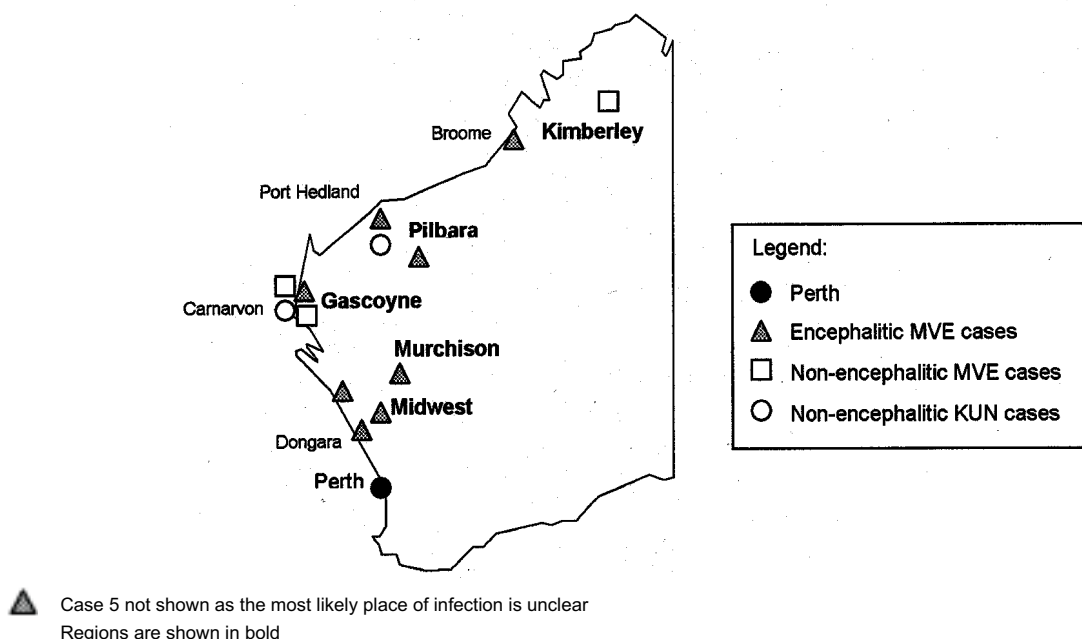 Broome
Kimberley
Port Hedland
Pilbara
Carnarvon
Gascoyne
Murchison
Midwest
Dongara
Perth
Legend:
Perth
Encephalitic MVE cases
Non-encephalitic MVE cases
Non-encephalitic KUN cases
Case 5 not shown as the most likely place of infection is unclear
Regions are shown in bold